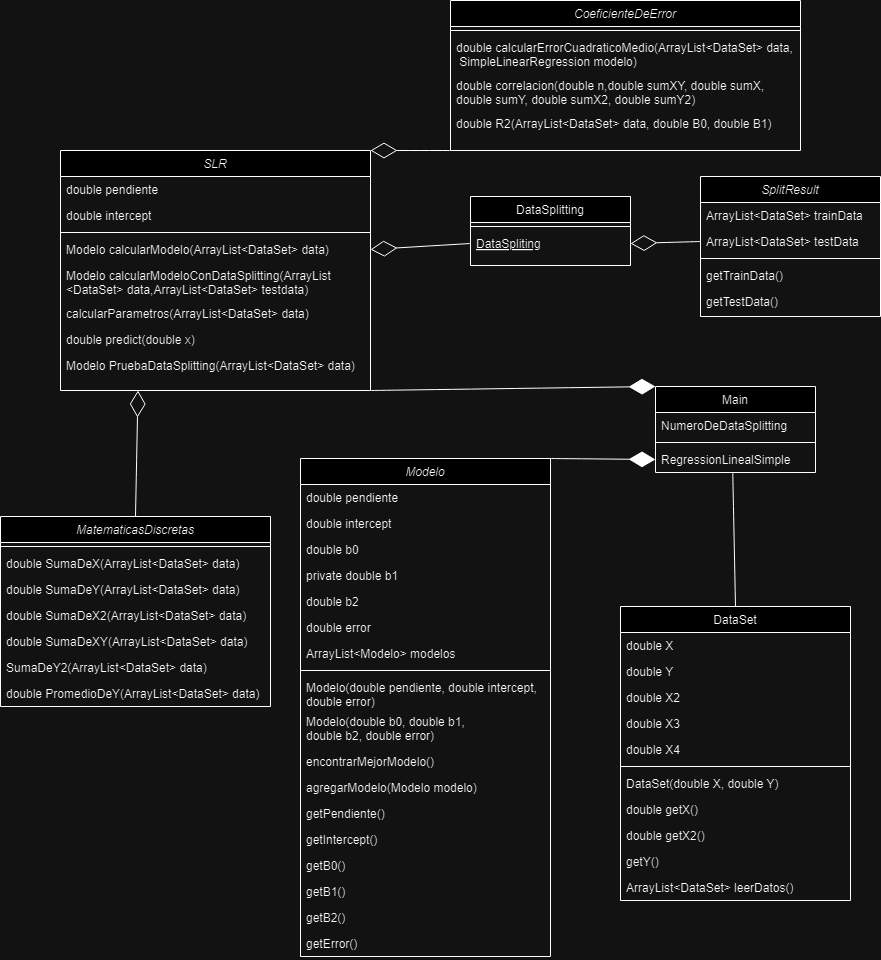 CoeficienteDeError
double calcularErrorCuadraticoMedio(ArrayList<DataSet> data,
SimpleLinearRegression modelo)
double correlacion(double n,double sumXY, double sumX,
double sumY, double sumX2, double sumY2)
double R2(ArrayList<DataSet> data, double B0, double B1)
SLR
double pendiente
double intercept
Modelo calcularModelo(ArrayList<DataSet> data)
Modelo calcularModeloConDataSplitting(ArrayList
<DataSet> data,ArrayList<DataSet> testdata)
calcularParametros(ArrayList<DataSet> data)
double predict(double x)
Modelo PruebaDataSplitting(ArrayList<DataSet> data)
DataSplitting
DataSpliting
SplitResult
ArrayList<DataSet> trainData
ArrayList<DataSet> testData
getTrainData()
getTestData()
Main
NumeroDeDataSplitting
RegressionLinealSimple
Modelo
double pendiente
double intercept
double b0
private double b1
double b2
double error
ArrayList<Modelo> modelos
Modelo(double pendiente, double intercept,
double error)
Modelo(double b0, double b1,
double b2, double error)
encontrarMejorModelo()
agregarModelo(Modelo modelo)
getPendiente()
getIntercept()
getB0()
getB1()
getB2()
getError()
MatematicasDiscretas
double SumaDeX(ArrayList<DataSet> data)
double SumaDeY(ArrayList<DataSet> data)
double SumaDeX2(ArrayList<DataSet> data)
double SumaDeXY(ArrayList<DataSet> data)
SumaDeY2(ArrayList<DataSet> data)
double PromedioDeY(ArrayList<DataSet> data)
DataSet
double X
double Y
double X2
double X3
double X4
DataSet(double X, double Y)
double getX()
double getX2()
getY()
ArrayList<DataSet> leerDatos()